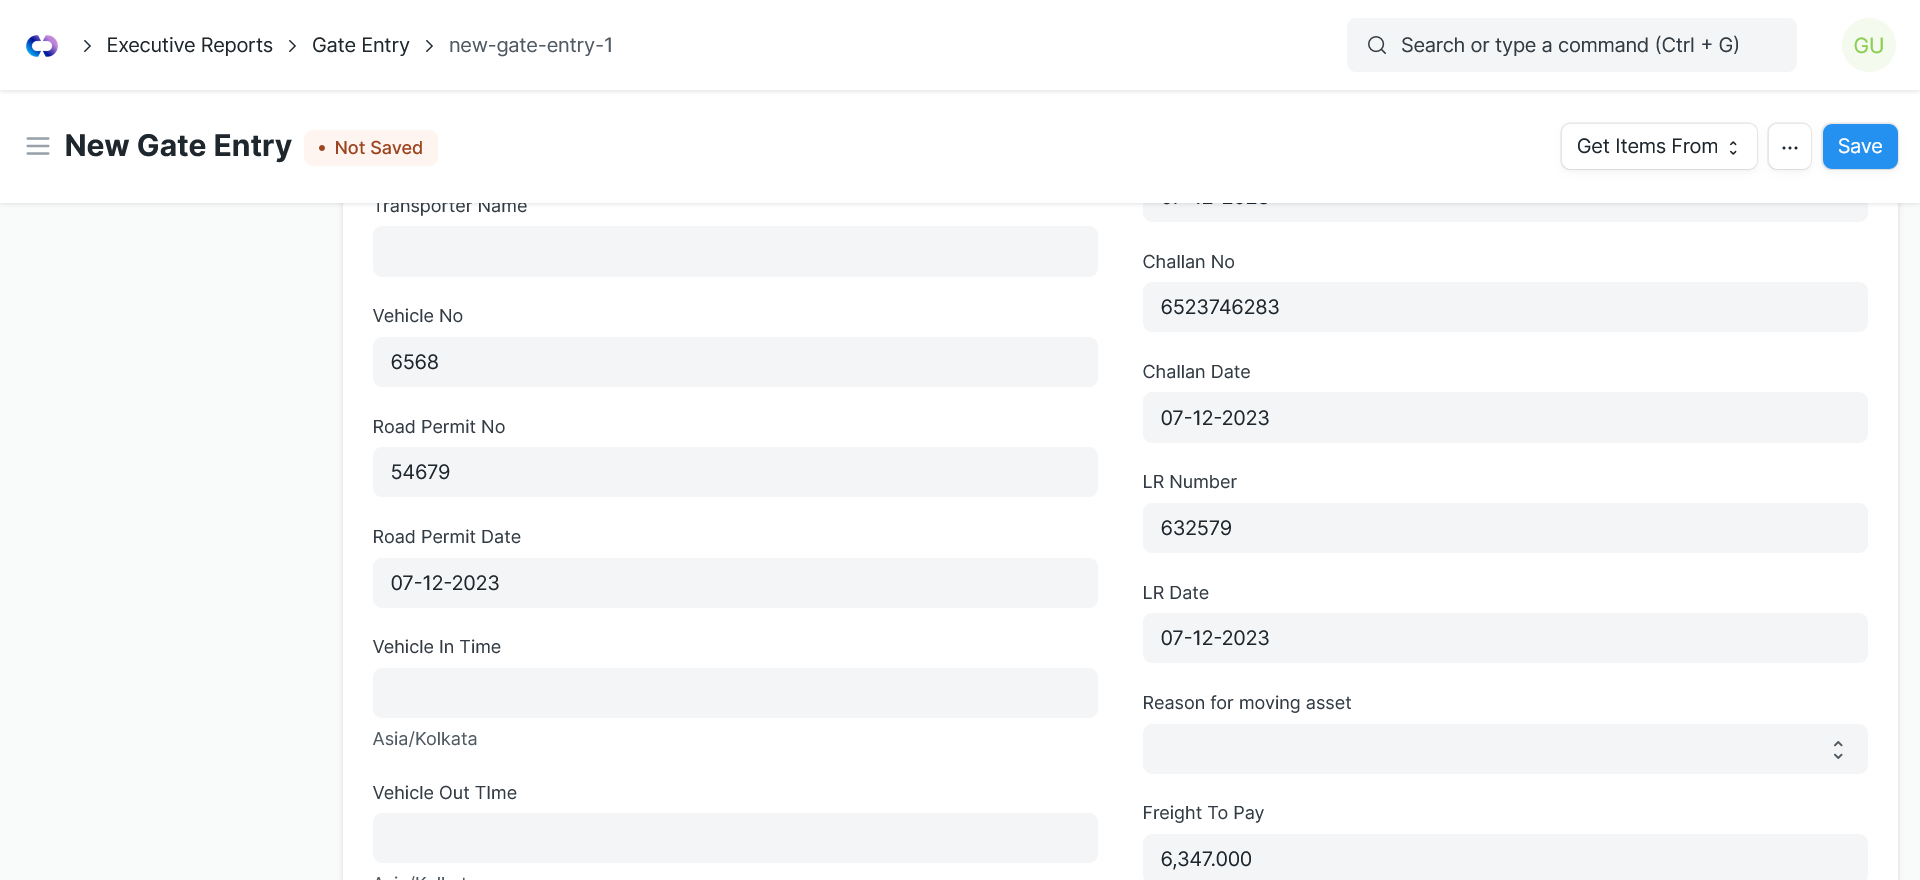 Executive Reports
Gate Entry
new-gate-entry-1
Search or type a command (Ctrl + G)
GU
New Gate Entry
• Not Saved
Get Items From
...
Save
Transporter Name
Vehicle No
6568
Road Permit No
54679
Road Permit Date
07-12-2023
Vehicle In Time
Asia/Kolkata
Vehicle Out TIme
Challan No
6523746283
Challan Date
07-12-2023
LR Number
632579
LR Date
07-12-2023
Reason for moving asset
Freight To Pay
6,347.000